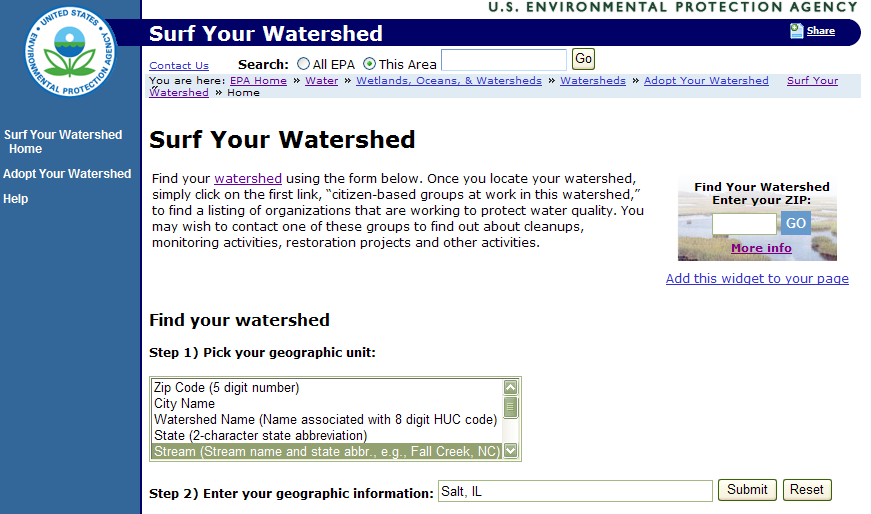 U.S. ENVIRONMENTAL PROTECTION AGENCY
UNITED STATES
ENVIRONMENTAL PROTECTION AGENCY
Surf Your Watershed
Share
Contact Us Search: All EPA This Area Go
You are here: EPA Home » Water » Wetlands, Oceans, & Watersheds » Watersheds » Adopt Your Watershed Surf Your
» Watershed » Home
Surf Your Watershed
Home
Adopt Your Watershed
Help
Surf Your Watershed
Find your watershed using the form below. Once you locate your watershed,
simply click on the first link, “citizen-based groups at work in this watershed,”
to find a listing of organizations that are working to protect water quality. You
may wish to contact one of these groups to find out about cleanups,
monitoring activities, restoration projects and other activities.
Find Your Watershed
Enter your ZIP:
GO
More info
Add this widget to your page
Find your watershed
Step 1) Pick your geographic unit:
Zip Code (5 digit number)
City Name
Watershed Name (Name associated with 8 digit HUC code)
State (2-character state abbreviation)
Stream (Stream name and state abbr., e.g., Fall Creek, NC)
Step 2) Enter your geographic information: Salt, IL Submit Reset